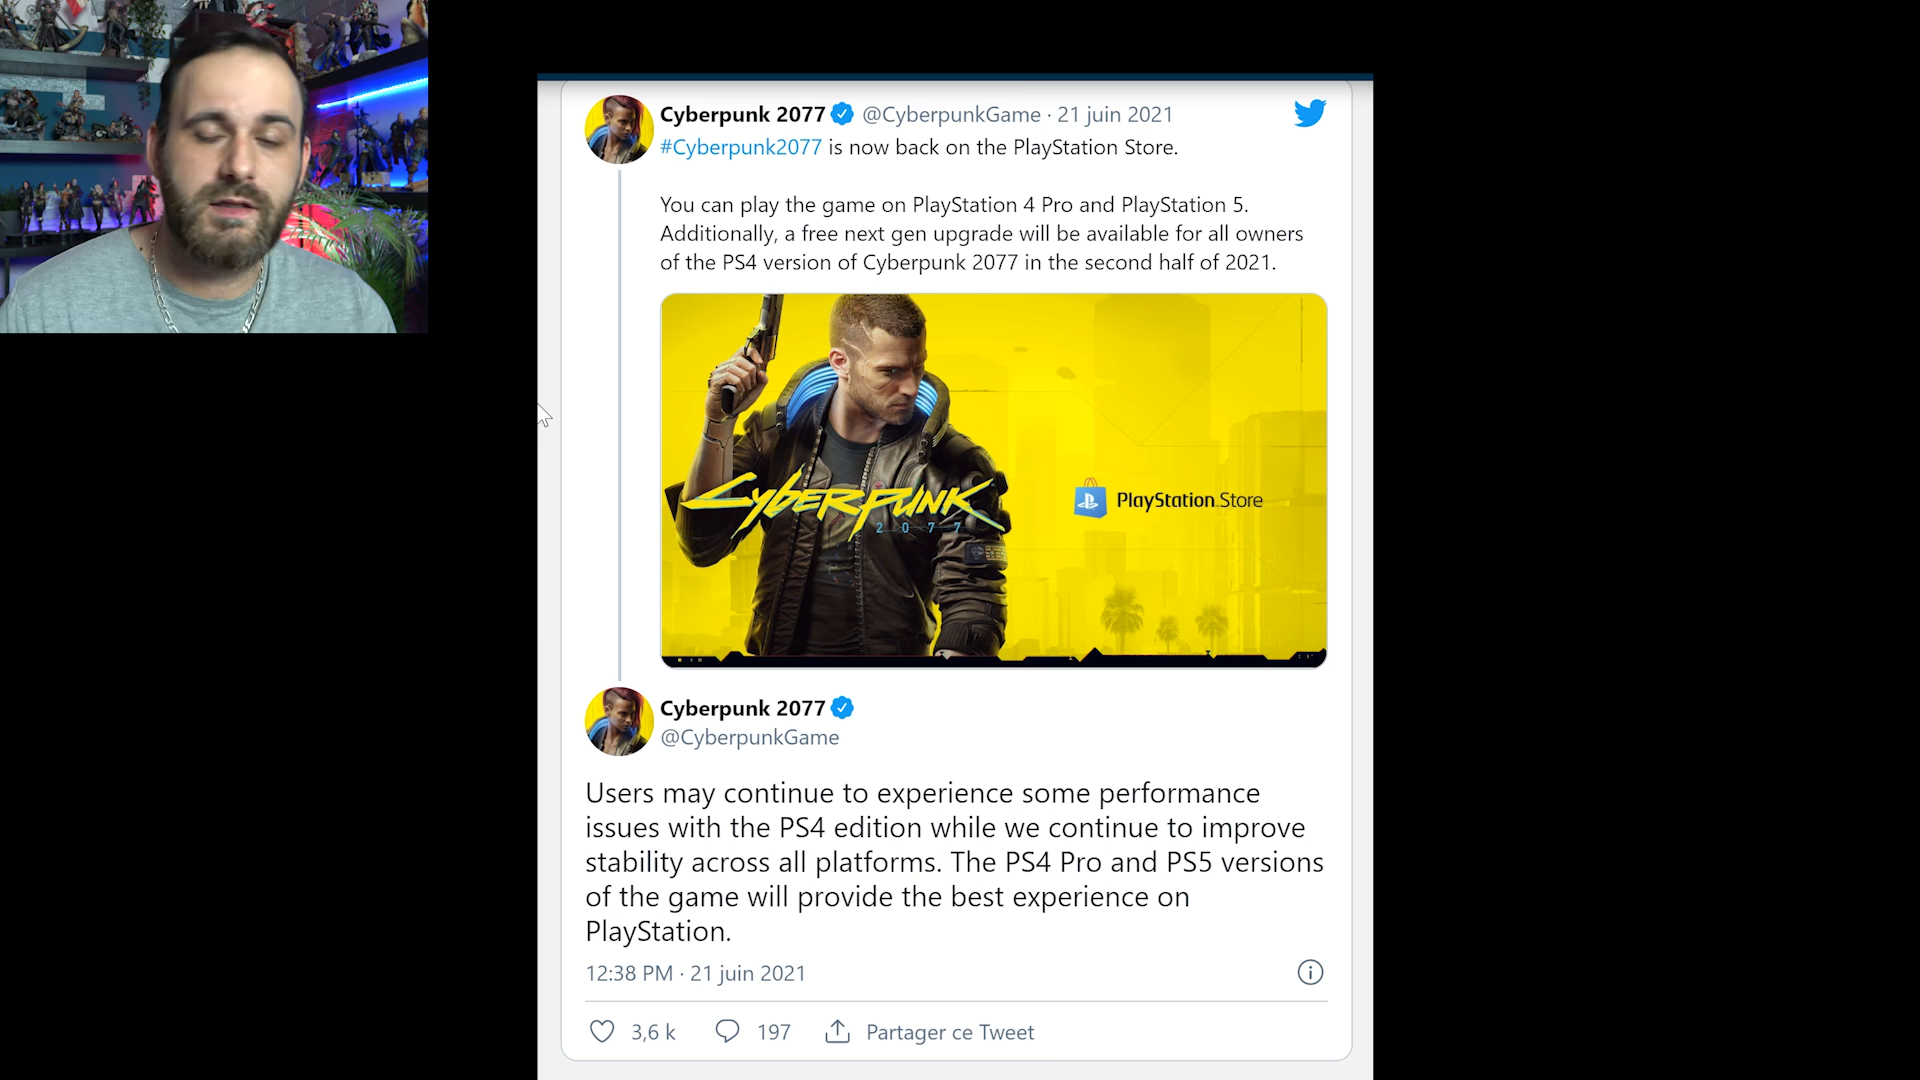 Cyberpunk 2077 @CyberpunkGame · 21 juin 2021
#Cyberpunk2077 is now back on the PlayStation Store.
You can play the game on PlayStation 4 Pro and PlayStation 5.
Additionally, a free next gen upgrade will be available for all owners
of the PS4 version of Cyberpunk 2077 in the second half of 2021.
CYBERPUNK
2077
PlayStation Store
Cyberpunk 2077
@CyberpunkGame
Users may continue to experience some performance
issues with the PS4 edition while we continue to improve
stability across all platforms. The PS4 Pro and PS5 versions
of the game will provide the best experience on
PlayStation.
12:38 PM · 21 juin 2021
3,6 k 197 Partager ce Tweet